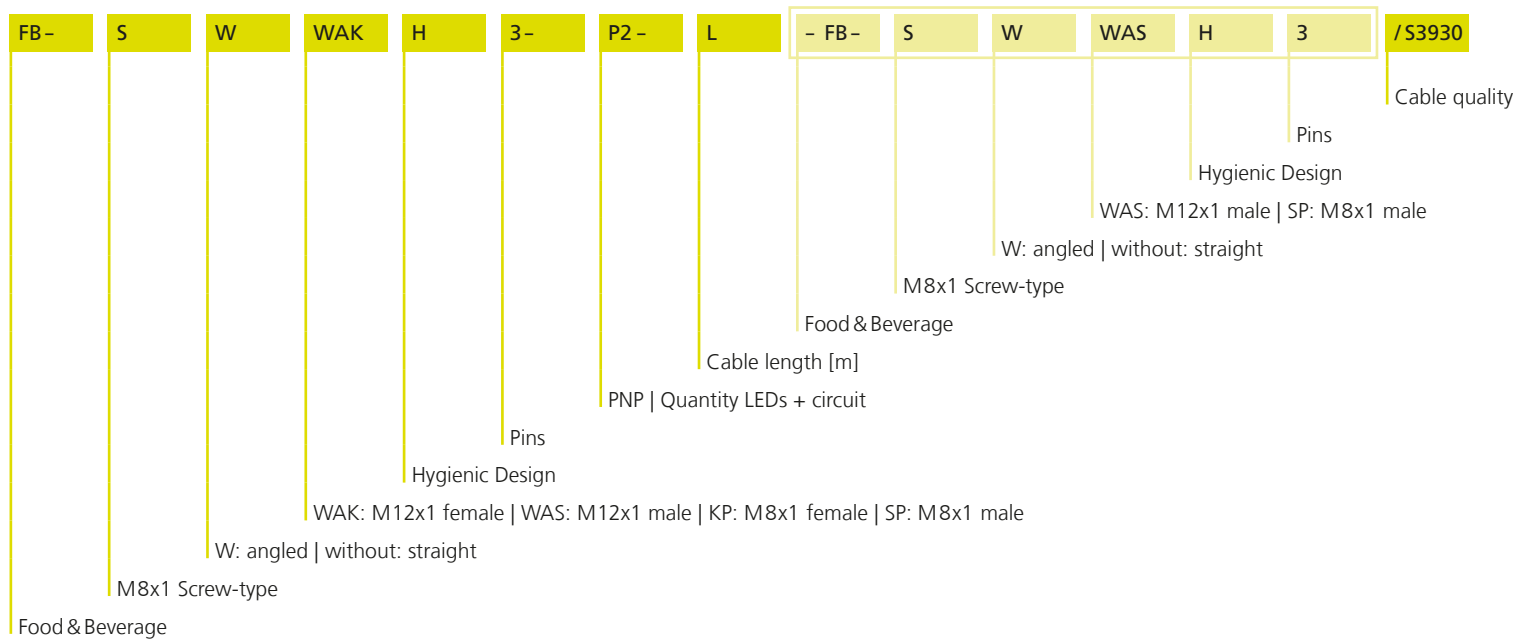 FB– S W WAK H 3– P2– L – FB– S W WAS H 3 / S3930
Cable quality
Pins
Hygienic Design
WAS: M12x1 male | SP: M8x1 male
W: angled | without: straight
M8x1 Screw-type
Food & Beverage
Cable length [m]
PNP | Quantity LEDs + circuit
Pins
Hygienic Design
WAK: M12x1 female | WAS: M12x1 male | KP: M8x1 female | SP: M8x1 male
W: angled | without: straight
M8x1 Screw-type
Food & Beverage